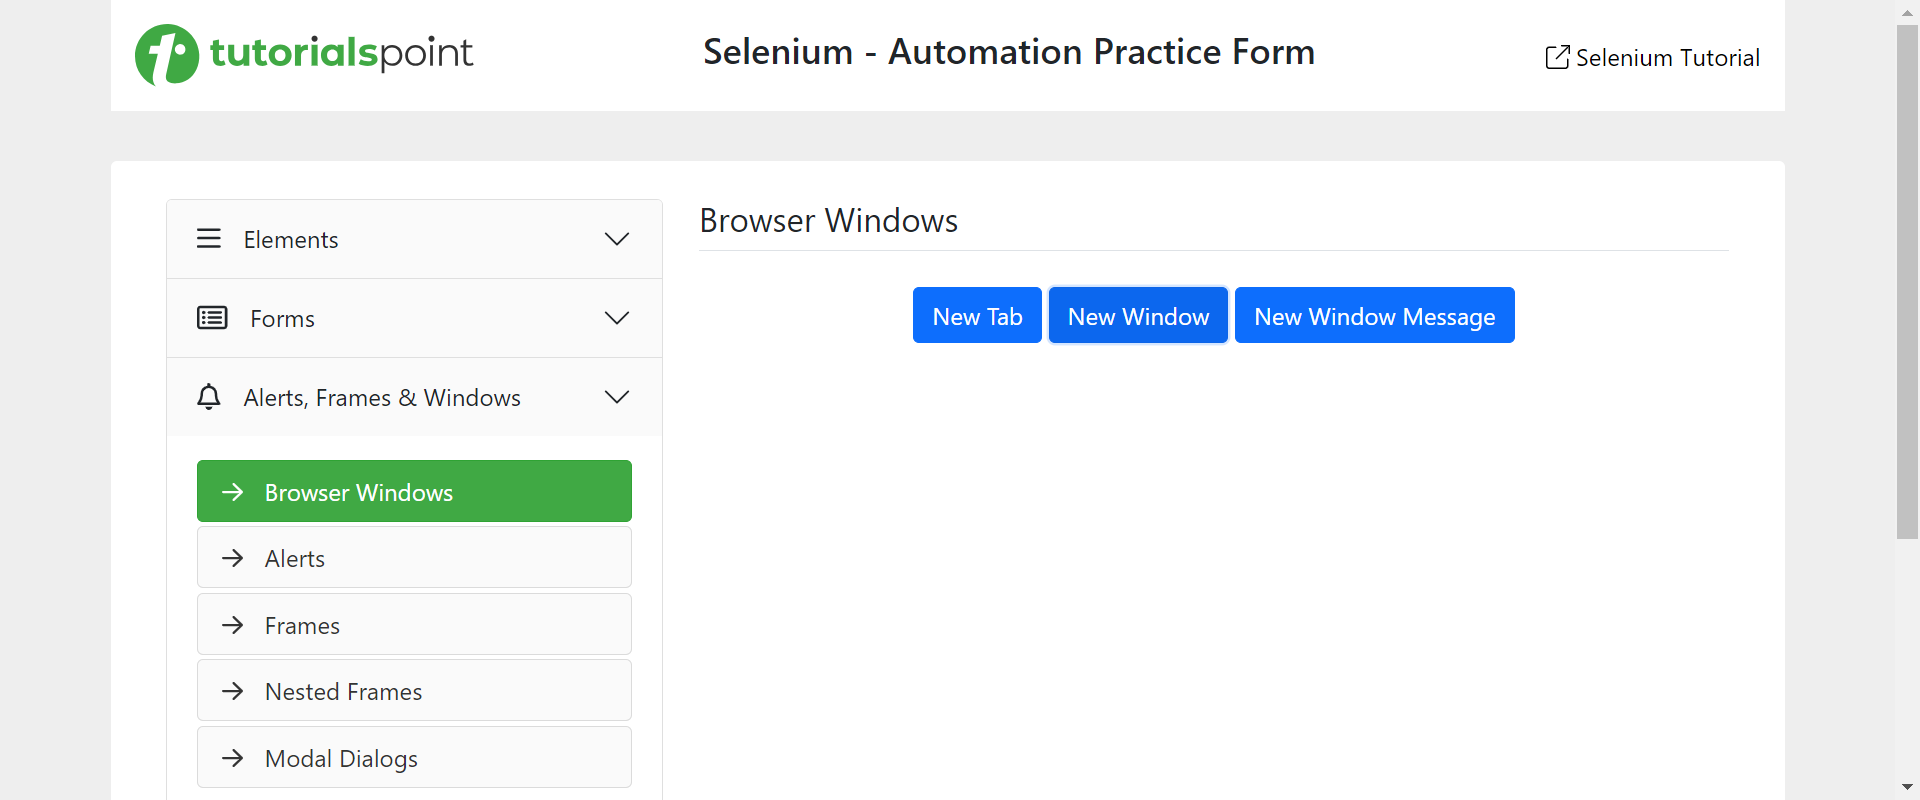 tutorialspoint
Selenium - Automation Practice Form
Selenium Tutorial
Elements
Forms
Alerts, Frames & Windows
Browser Windows
Alerts
Frames
Nested Frames
Modal Dialogs
Browser Windows
New Tab
New Window
New Window Message